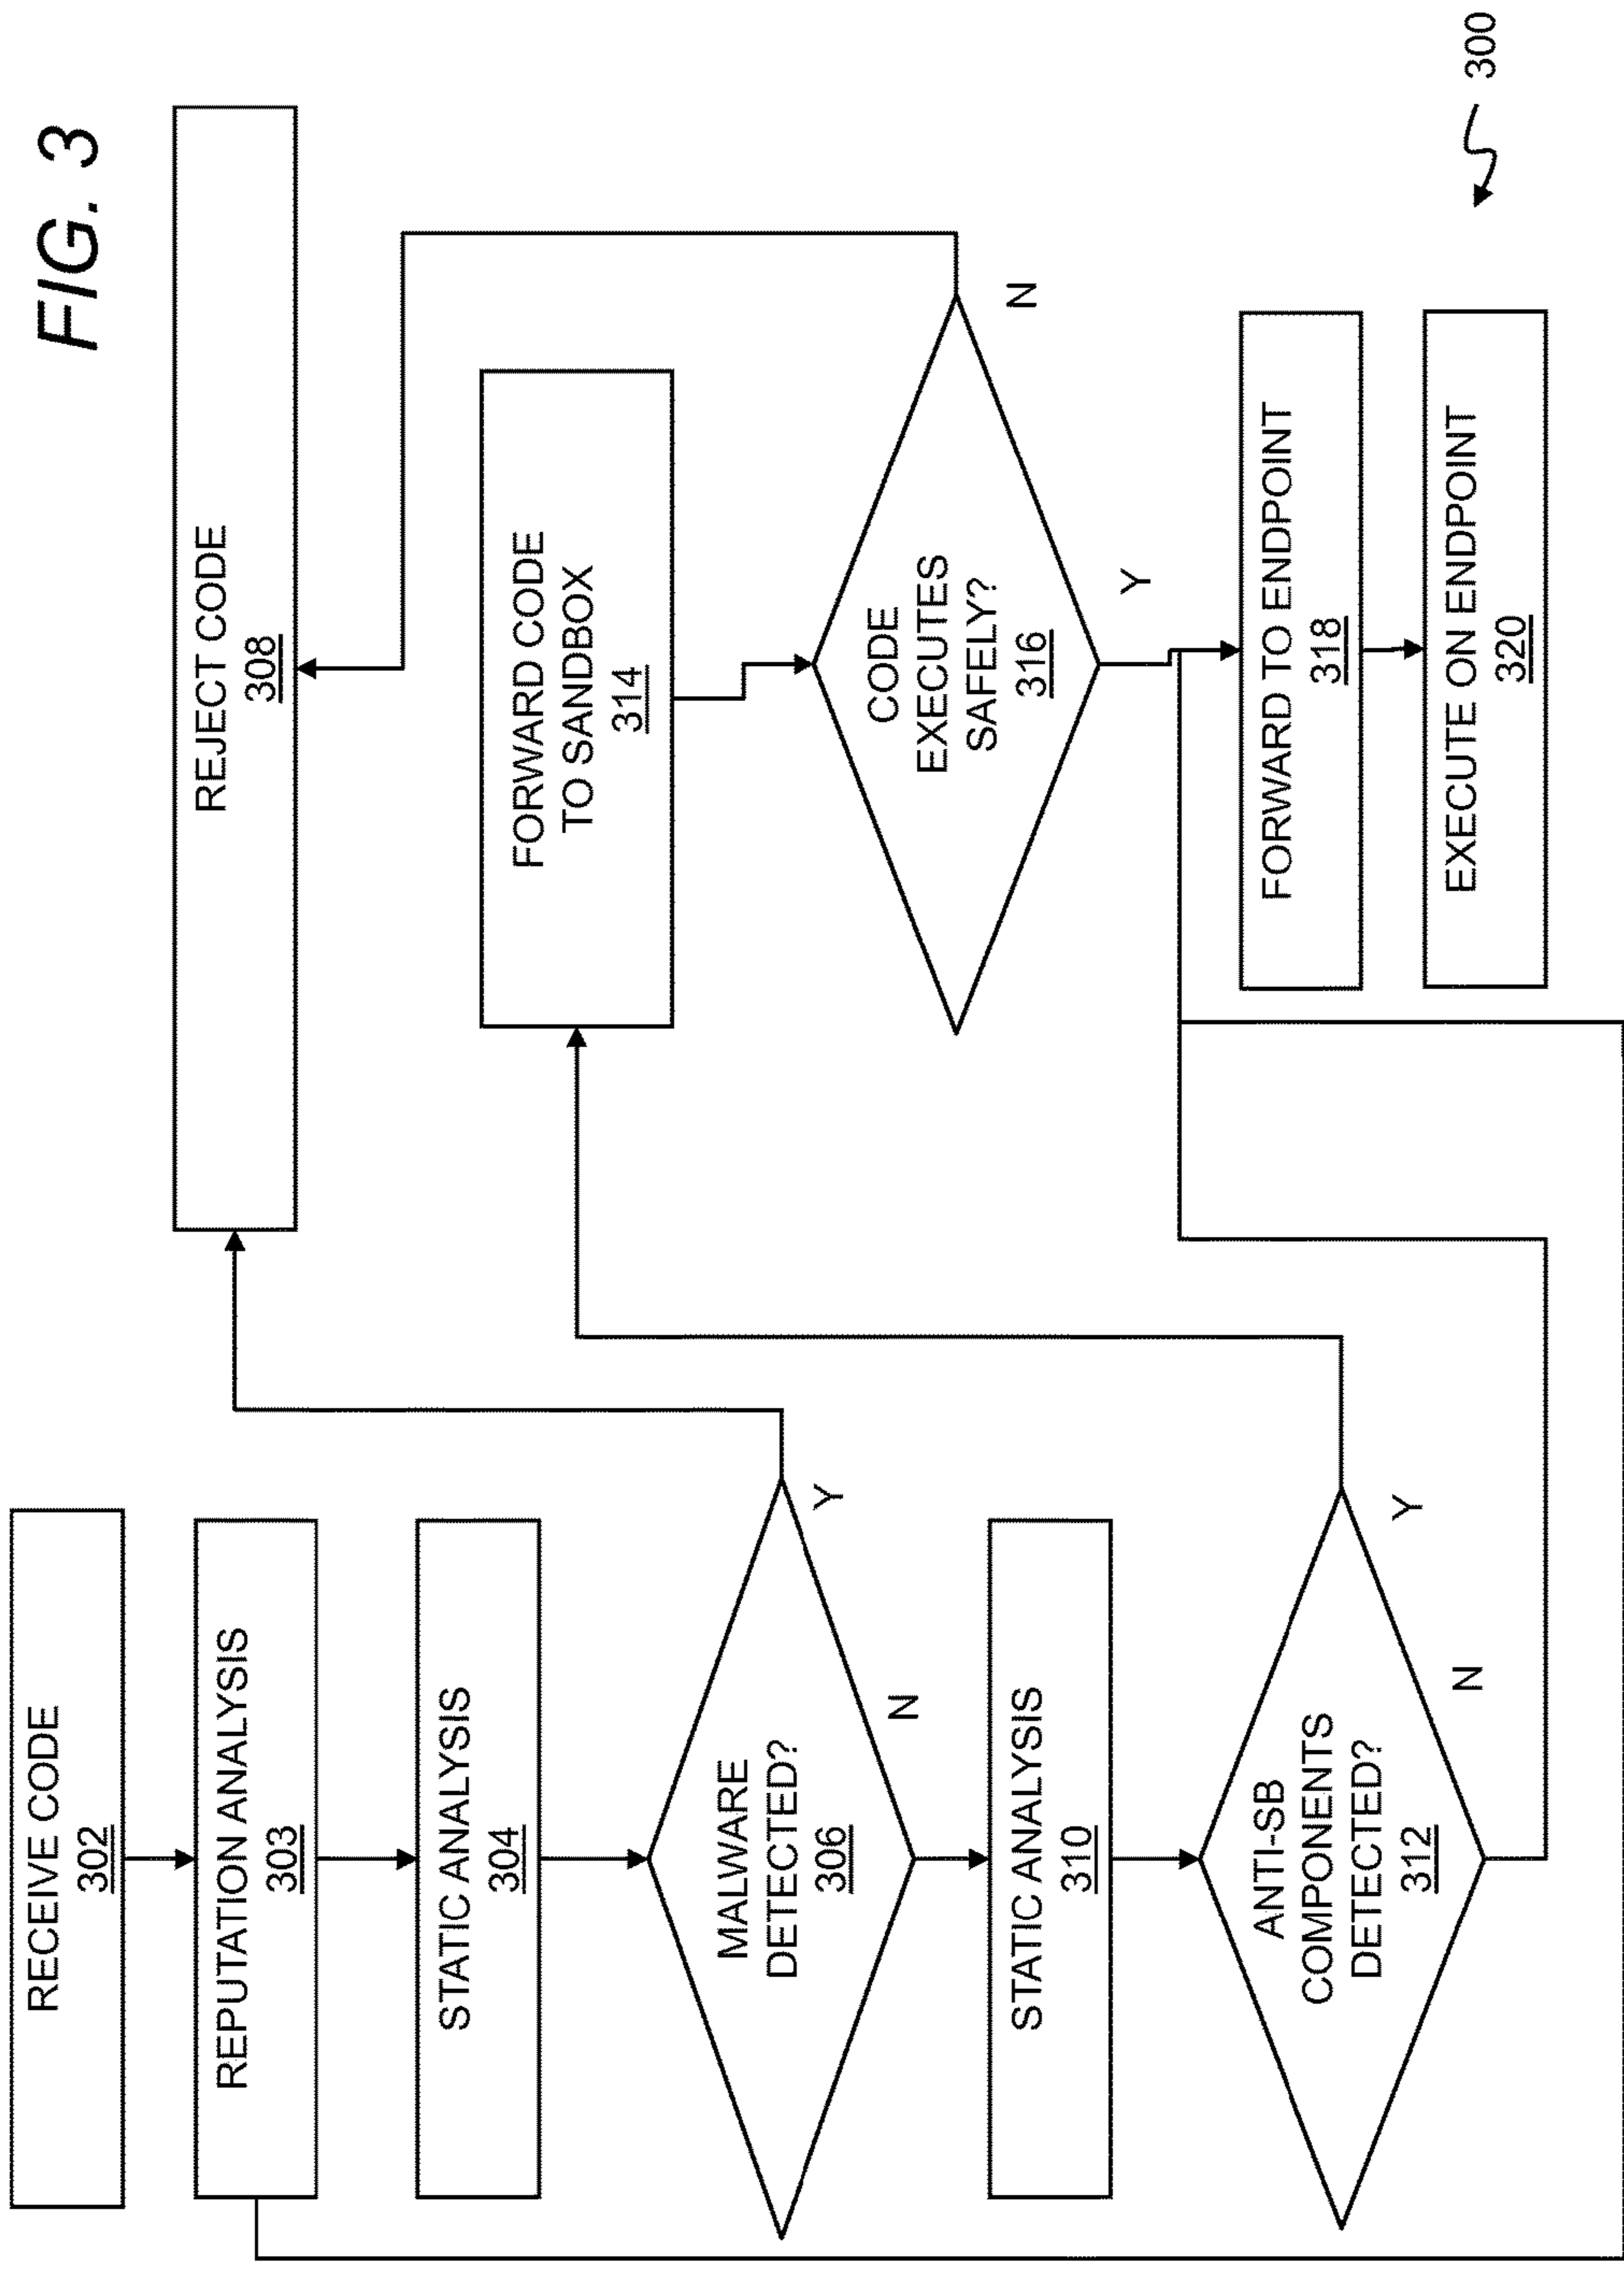 FIG. 3
RECEIVE CODE
302
REPUTATION ANALYSIS
303
STATIC ANALYSIS
304
MALWARE
DETECTED?
306
Y
N
STATIC ANALYSIS
310
ANTI-SB
COMPONENTS
DETECTED?
312
Y
N
REJECT CODE
308
FORWARD CODE
TO SANDBOX
314
CODE
EXECUTES
SAFELY?
316
N
Y
FORWARD TO ENDPOINT
318
EXECUTE ON ENDPOINT
320
300